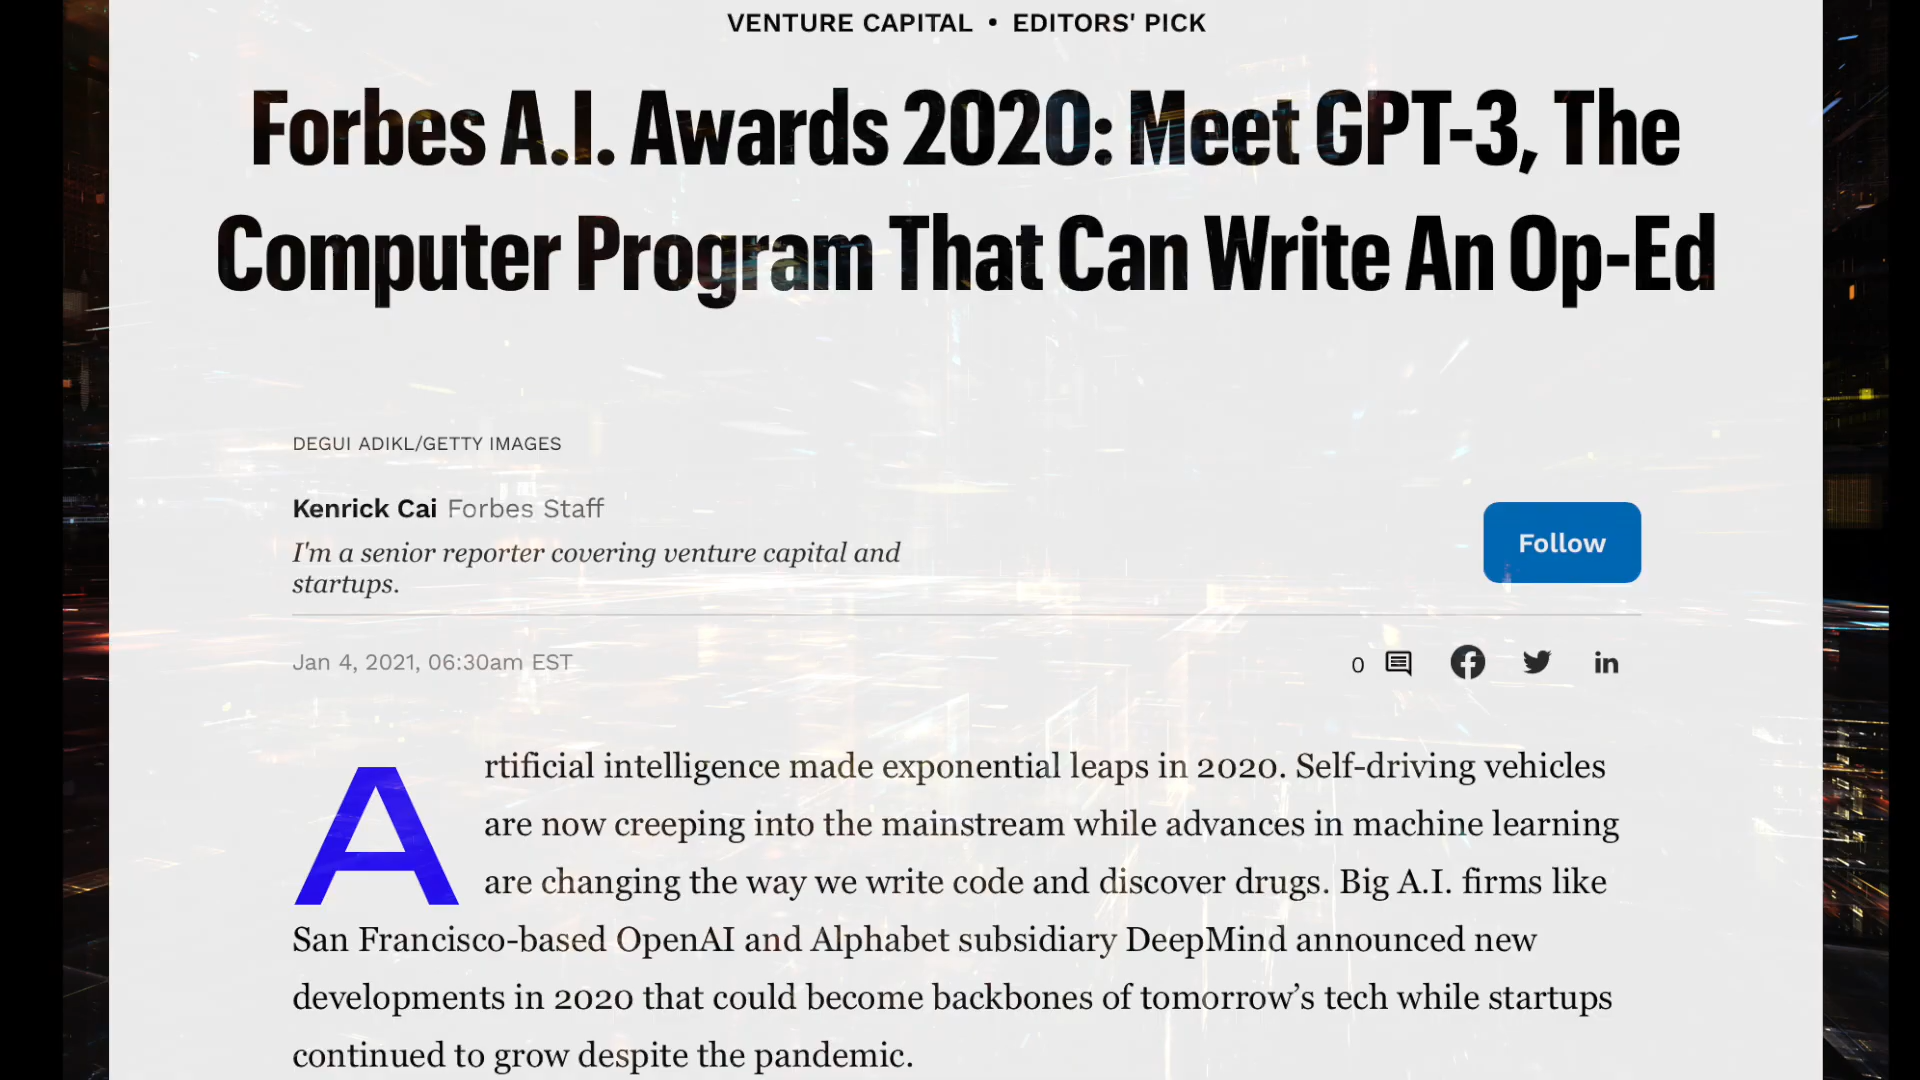 VENTURE CAPITAL • EDITORS' PICK
Forbes A.I. Awards 2020: Meet GPT-3, The
Computer Program That Can Write An Op-Ed
DEGUI ADIKL/GETTY IMAGES
Kenrick Cai Forbes Staff
I'm a senior reporter covering venture capital and
startups.
Follow
Jan 4, 2021, 06:30am EST
0
Artificial intelligence made exponential leaps in 2020. Self-driving vehicles
are now creeping into the mainstream while advances in machine learning
are changing the way we write code and discover drugs. Big A.I. firms like
San Francisco-based OpenAI and Alphabet subsidiary DeepMind announced new
developments in 2020 that could become backbones of tomorrow’s tech while startups
continued to grow despite the pandemic.